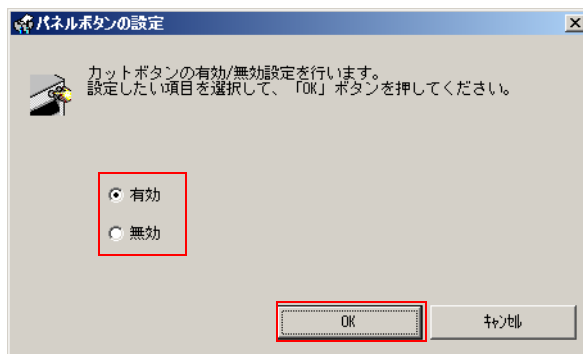 パネルボタンの設定
カットボタンの有効/無効設定を行います。
設定したい項目を選択して、「OK」ボタンを押してください。
有効
無効
OK
ｷｬﾝｾﾙ